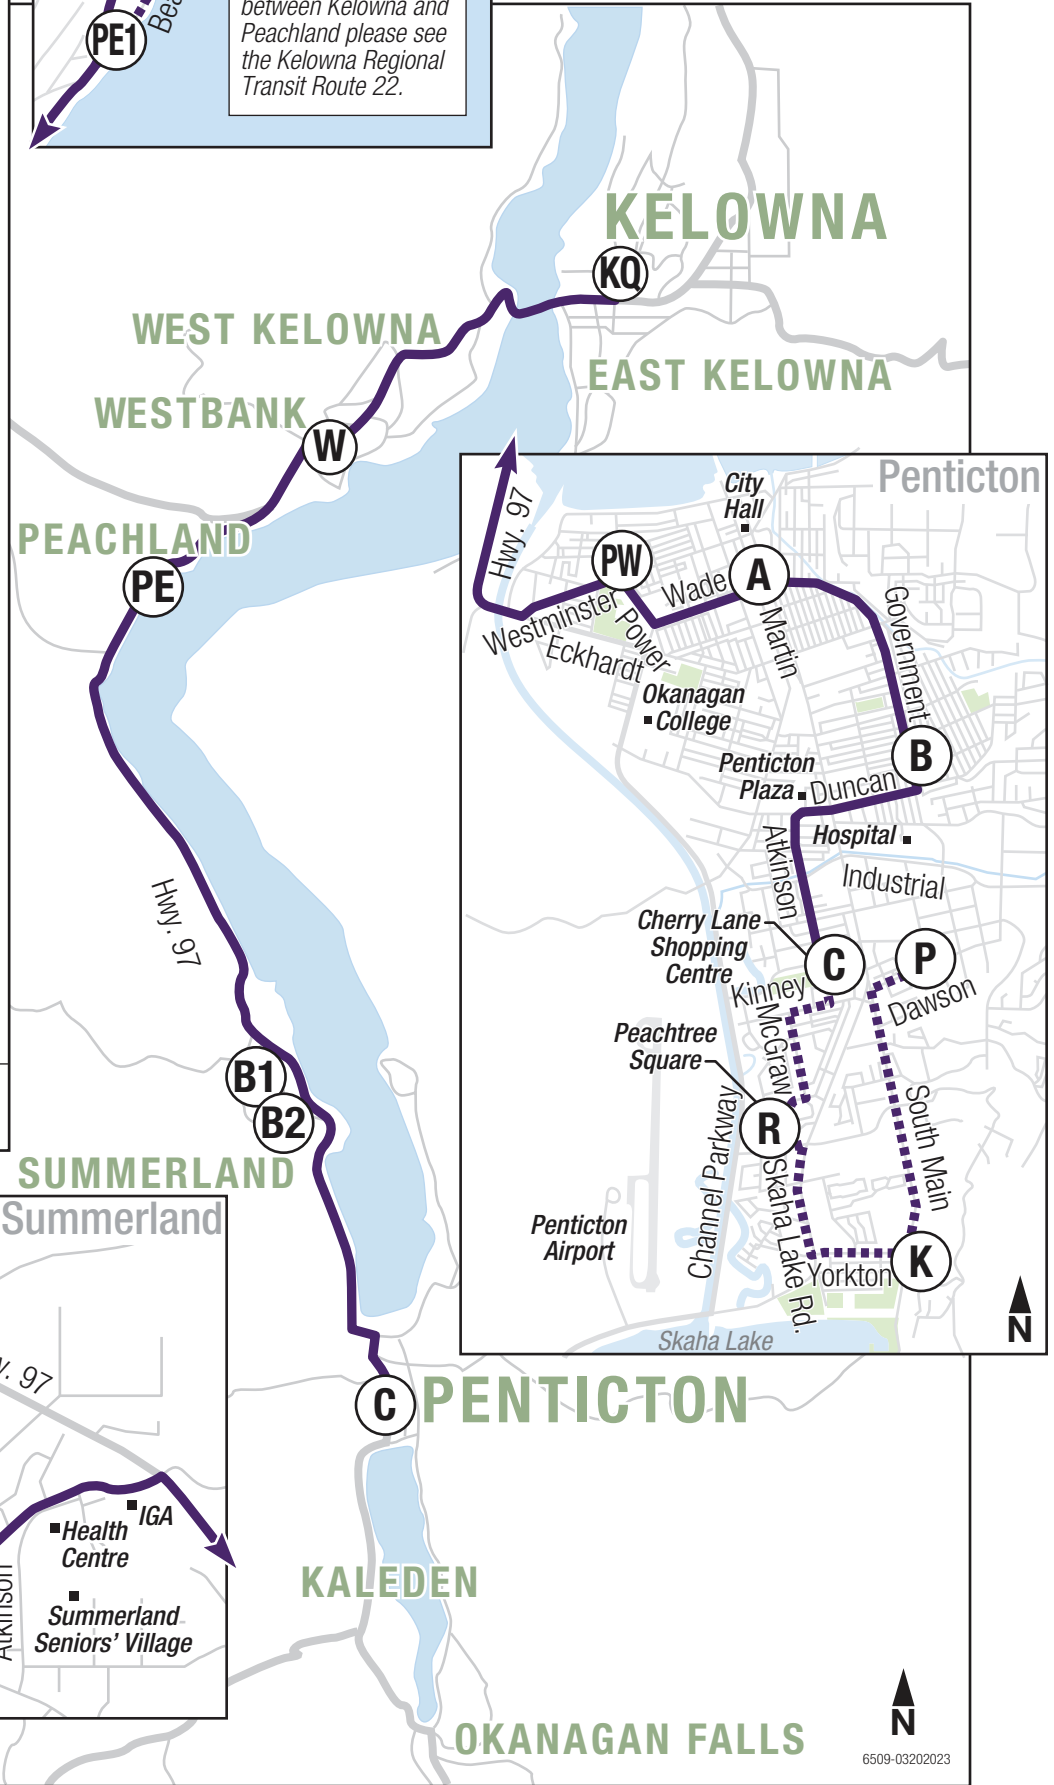 between Kelowna and
Peachland please see
the Kelowna Regional
Transit Route 22.
PE1
KELOWNA
KQ
WEST KELOWNA
EAST KELOWNA
WESTBANK
W
PEACHLAND
PE
Hwy. 97
B1
B2
SUMMERLAND
C
PENTICTON
KALEDEN
OKANAGAN FALLS
N
6509-03202023
Penticton
City
Hall
Hwy. 97
PW
A
Wade
Westminster
Power
Eckhardt
Martin
Government
Okanagan
College
B
Penticton
Plaza
Duncan
Atkinson
Hospital
Industrial
Cherry Lane
Shopping
Centre
C
P
Kinney
Dawson
McGraw
Peachtree
Square
R
Channel Parkway
South Main
Skaha Lake Rd.
Penticton
Airport
Yorkton
K
Skaha Lake
N
Summerland
97
IGA
Health
Centre
Summerland
Seniors' Village
Atkinson